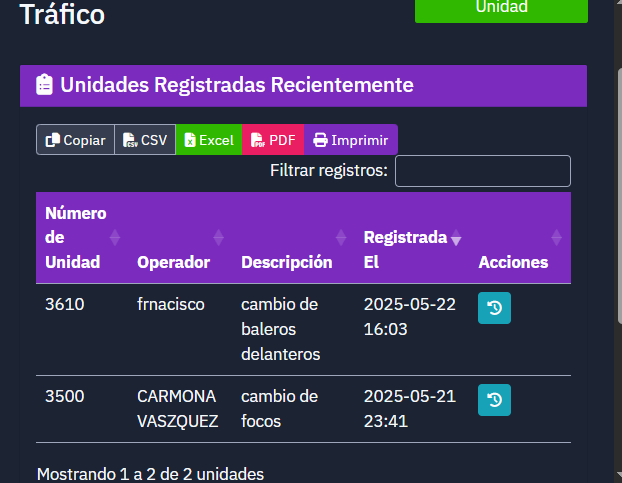 Tráfico
Unidad
Unidades Registradas Recientemente
Copiar CSV Excel PDF Imprimir
Filtrar registros:
Número de Unidad Operador Descripción Registrada El Acciones
3610 frnacisco cambio de baleros delanteros 2025-05-22 16:03
3500 CARMONA VASZQUEZ cambio de focos 2025-05-21 23:41
Mostrando 1 a 2 de 2 unidades